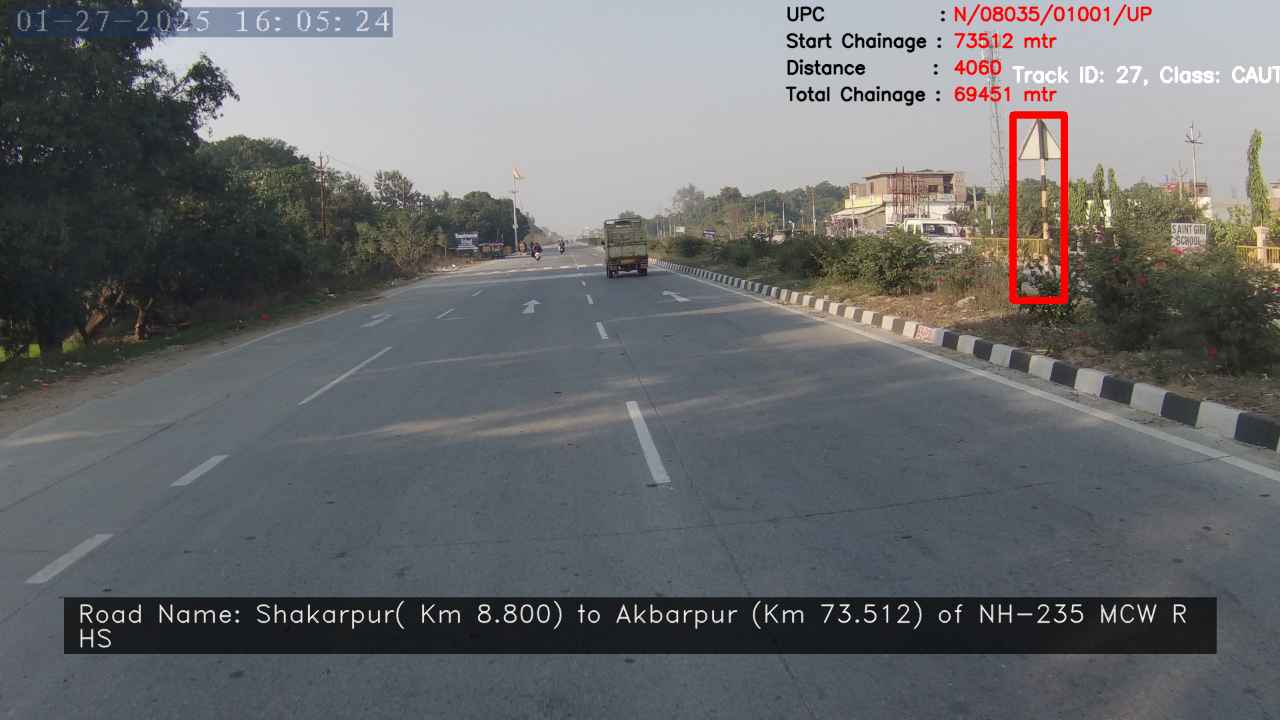 01-27-2025 16:05:24
UPC : N/08035/01001/UP
Start Chainage : 73512 mtr
Distance : 4060
Total Chainage : 69451 mtr
Track ID: 27, Class: CAUT
SAINT GIRI
SCHOOL
Road Name: Shakarpur( Km 8.800) to Akbarpur (Km 73.512) of NH-235 MCW R
HS